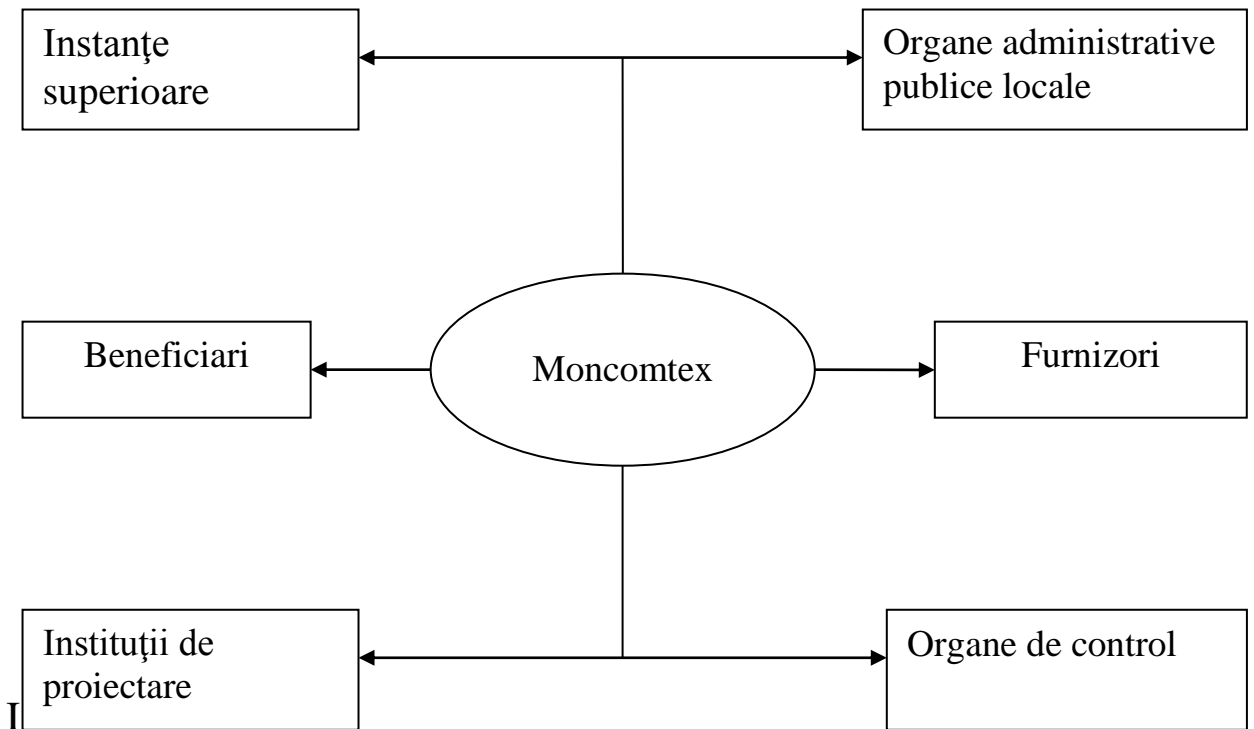 Instanţe
superioare
Organe administrative
publice locale
Beneficiari
Moncomtex
Furnizori
Instituţii de
proiectare
Organe de control
I